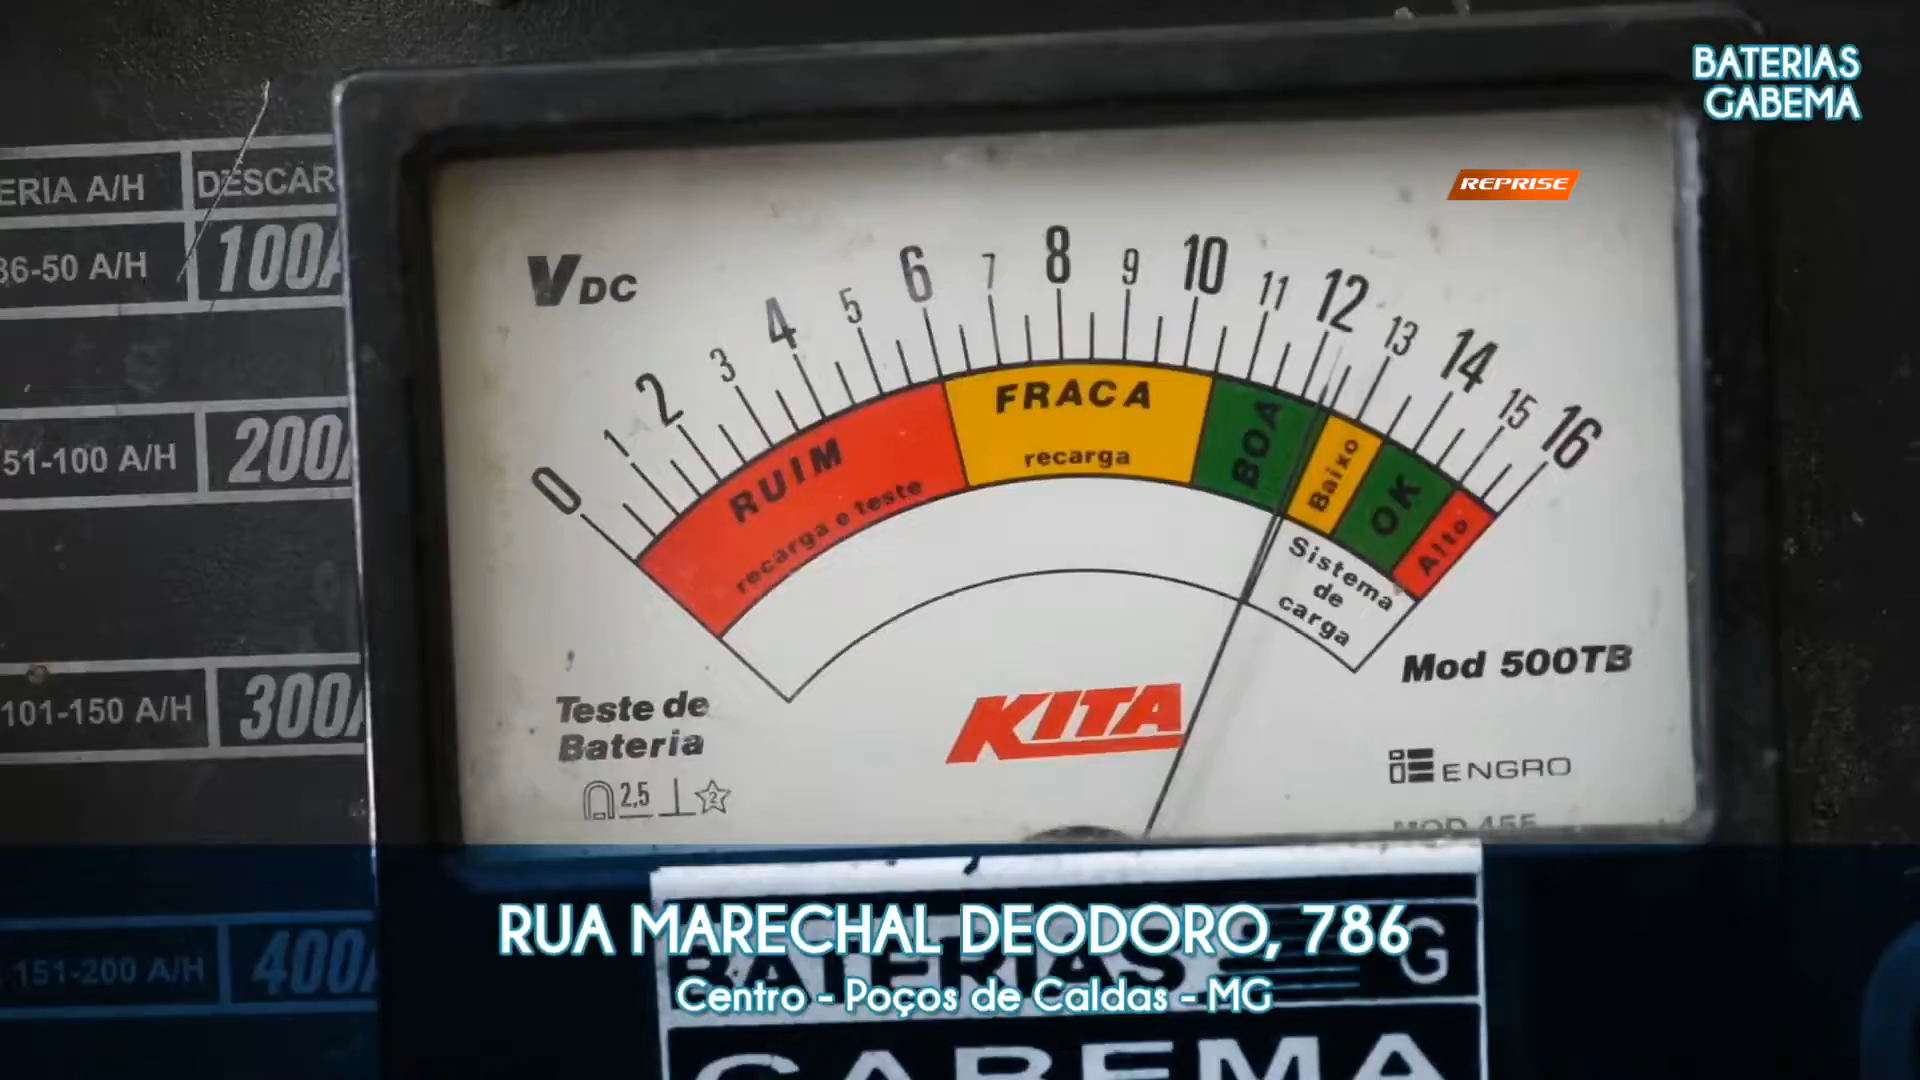 BATERIAS
GABEMA
REPRISE
VDC
0 1 2 3 4 5 6 7 8 9 10 11 12 13 14 15 16
RUIM
recarga e teste
FRACA
recarga
BOA
Baixo
OK
Alto
Sistema
de
carga
Teste de
Bateria
2,5
2
KITA
Mod 500TB
ENGRO
MOD 455
ERIA A/H
DESCAR
36-50 A/H
100A
51-100 A/H
200A
101-150 A/H
300A
151-200 A/H
400A
RUA MARECHAL DEODORO, 786
Centro - Poços de Caldas - MG
BATERIAS G
GABEMA